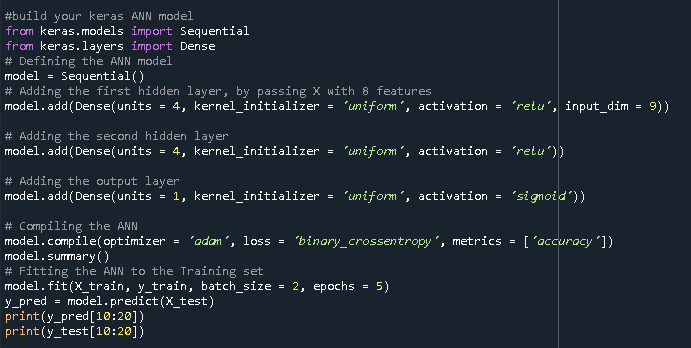 #build your keras ANN model
from keras.models import Sequential
from keras.layers import Dense
# Defining the ANN model
model = Sequential()
# Adding the first hidden layer, by passing X with 8 features
model.add(Dense(units = 4, kernel_initializer = 'uniform', activation = 'relu', input_dim = 9))
# Adding the second hidden layer
model.add(Dense(units = 4, kernel_initializer = 'uniform', activation = 'relu'))
# Adding the output layer
model.add(Dense(units = 1, kernel_initializer = 'uniform', activation = 'sigmoid'))
# Compiling the ANN
model.compile(optimizer = 'adam', loss = 'binary_crossentropy', metrics = ['accuracy'])
model.summary()
# Fitting the ANN to the Training set
model.fit(X_train, y_train, batch_size = 2, epochs = 5)
y_pred = model.predict(X_test)
print(y_pred[10:20])
print(y_test[10:20])